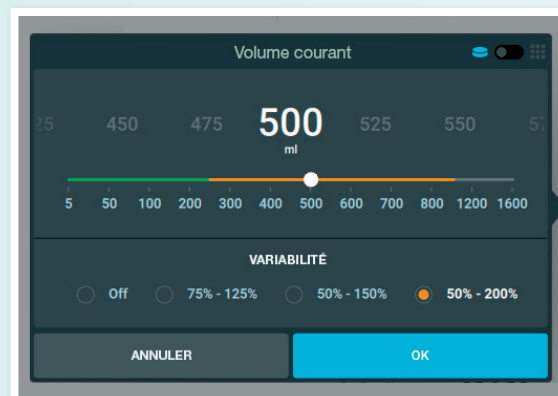 Volume courant
450 475 500 525 550
ml
5 50 100 200 300 400 500 600 700 800 1200 1600
VARIABILITÉ
Off 75% - 125% 50% - 150% 50% - 200%
ANNULER OK